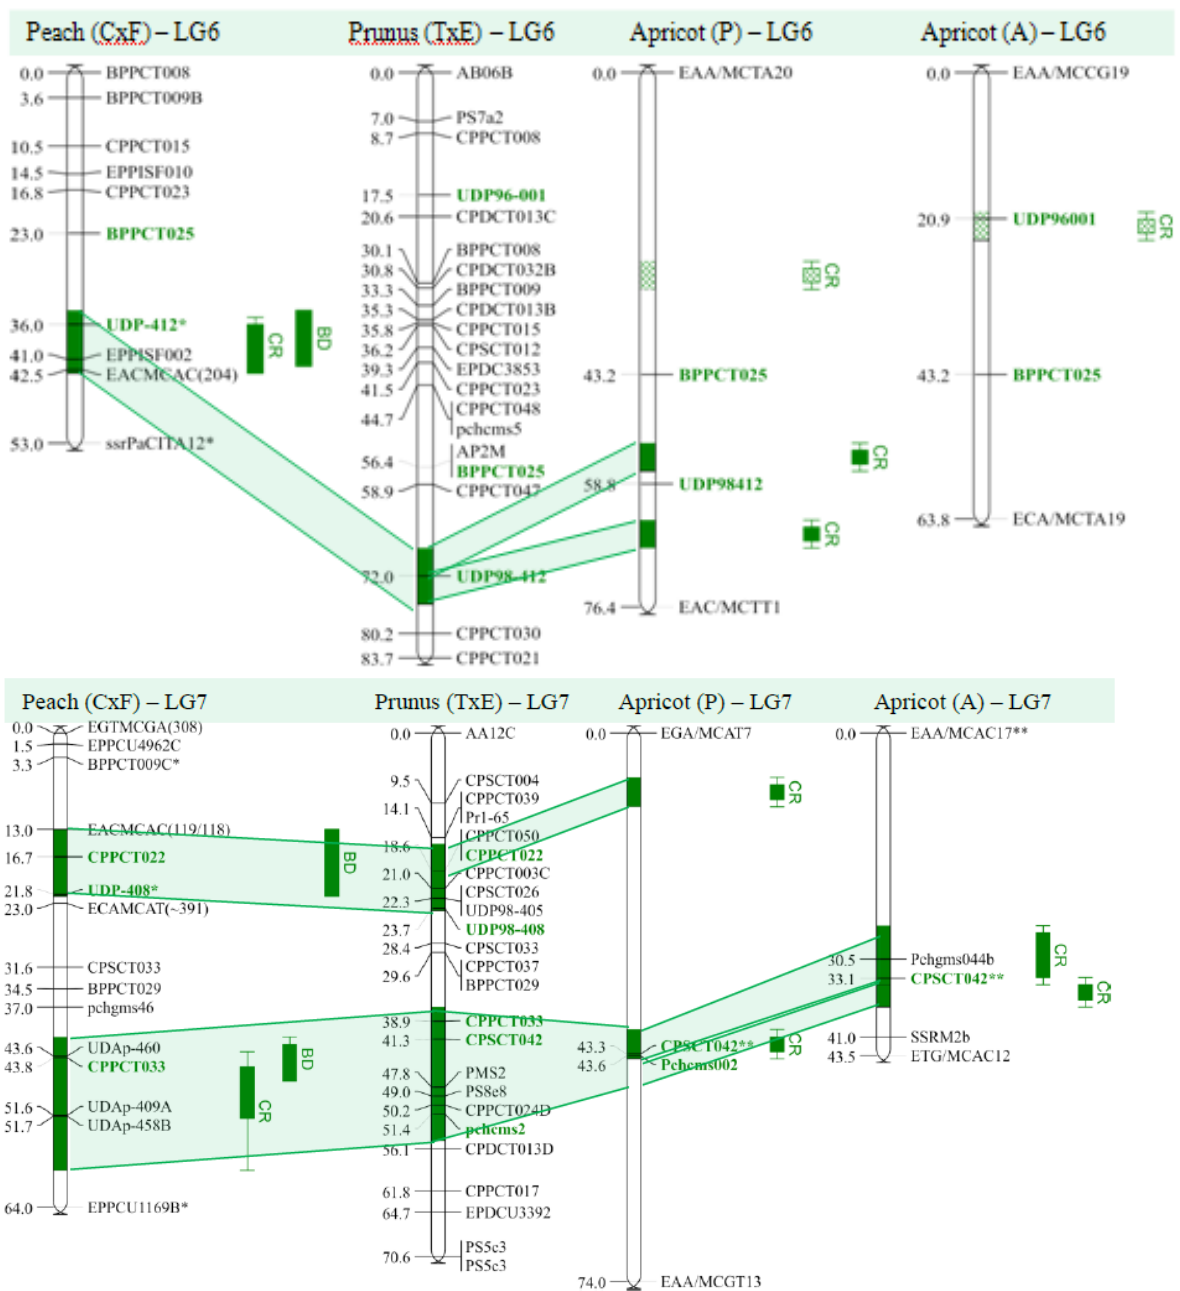 Peach (CxF) – LG6
0.0 BPPCT008
3.6 BPPCT009B
10.5 CPPCT015
14.5 EPPISF010
16.8 CPPCT023
23.0 BPPCT025
36.0 UDP-412*
41.0 EPPISF002
42.5 EACMCAC(204)
53.0 ssrPaCITA12*
CR
BD
Prunus (TxE) – LG6
0.0 AB06B
7.0 PS7a2
8.7 CPPCT008
17.5 UDP96-001
20.6 CPDCT013C
30.1 BPPCT008
30.8 CPDCT032B
33.3 BPPCT009
35.3 CPDCT013B
35.8 CPPCT015
36.2 CPSCT012
39.3 EPDC3853
41.5 CPPCT023
44.7 CPPCT048
pchcms5
56.4 AP2M
BPPCT025
58.9 CPPCT047
72.0 UDP98-412
80.2 CPPCT030
83.7 CPPCT021
Apricot (P) – LG6
0.0 EAA/MCTA20
43.2 BPPCT025
58.8 UDP98412
76.4 EAC/MCTT1
CR
CR
CR
Apricot (A) – LG6
0.0 EAA/MCCG19
20.9 UDP96001
43.2 BPPCT025
63.8 ECA/MCTA19
CR
Peach (CxF) – LG7
0.0 EGTMCGA(308)
1.5 EPPCU4962C
3.3 BPPCT009C*
13.0 EACMCAC(119/118)
16.7 CPPCT022
21.8 UDP-408*
23.0 ECAMCAT(~391)
31.6 CPSCT033
34.5 BPPCT029
37.0 pchgms46
43.6 UDAp-460
43.8 CPPCT033
51.6 UDAp-409A
51.7 UDAp-458B
64.0 EPPCU1169B*
BD
BD
CR
Prunus (TxE) – LG7
0.0 AA12C
9.5 CPSCT004
CPPCT039
14.1 Pr1-65
CPPCT050
18.6 CPPCT022
21.0 CPPCT003C
CPSCT026
22.3 UDP98-405
23.7 UDP98-408
28.4 CPSCT033
CPPCT037
29.6 BPPCT029
38.9 CPPCT033
41.3 CPSCT042
47.8 PMS2
49.0 PS8e8
50.2 CPPCT024D
51.4 pchcms2
56.1 CPDCT013D
61.8 CPPCT017
64.7 EPDCU3392
70.6 PS5c3
PS5c3
Apricot (P) – LG7
0.0 EGA/MCAT7
43.3 CPSCT042**
43.6 Pchcms002
74.0 EAA/MCGT13
CR
CR
Apricot (A) – LG7
0.0 EAA/MCAC17**
30.5 Pchgms044b
33.1 CPSCT042**
41.0 SSRM2b
43.5 ETG/MCAC12
CR
CR